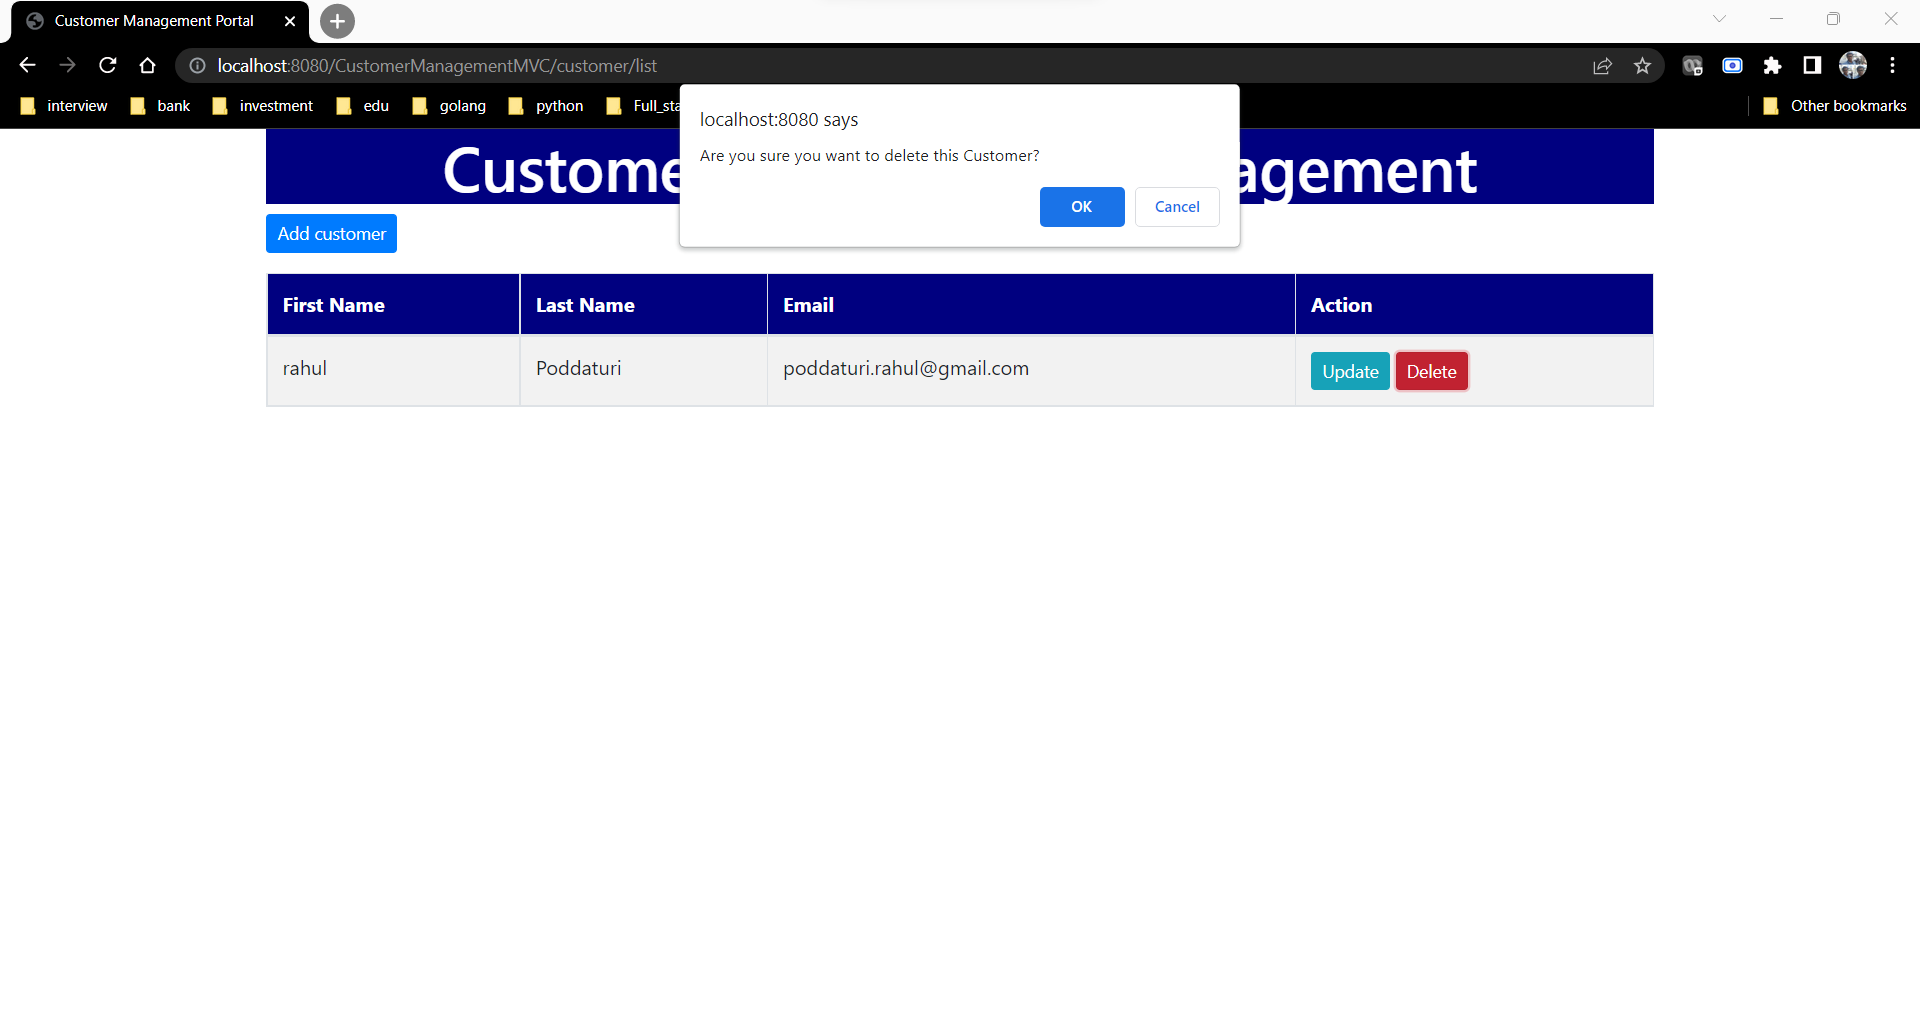 Customer Management Portal
localhost:8080/CustomerManagementMVC/customer/list
interview bank investment edu golang python Full_sta Other bookmarks
localhost:8080 says
Are you sure you want to delete this Customer?
OK Cancel
Custome agement
Add customer
First Name Last Name Email Action
rahul Poddaturi poddaturi.rahul@gmail.com Update Delete